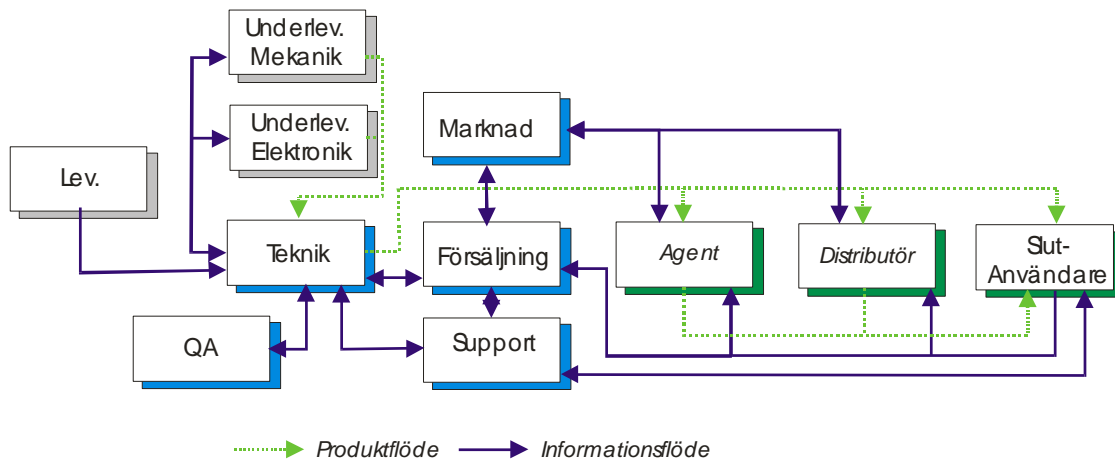 Underlev.
Mekanik
Underlev.
Elektronik
Marknad
Lev.
Teknik
Försäljning
Agent
Distributör
Slut-
Användare
QA
Support
Produktflöde
Informationsflöde